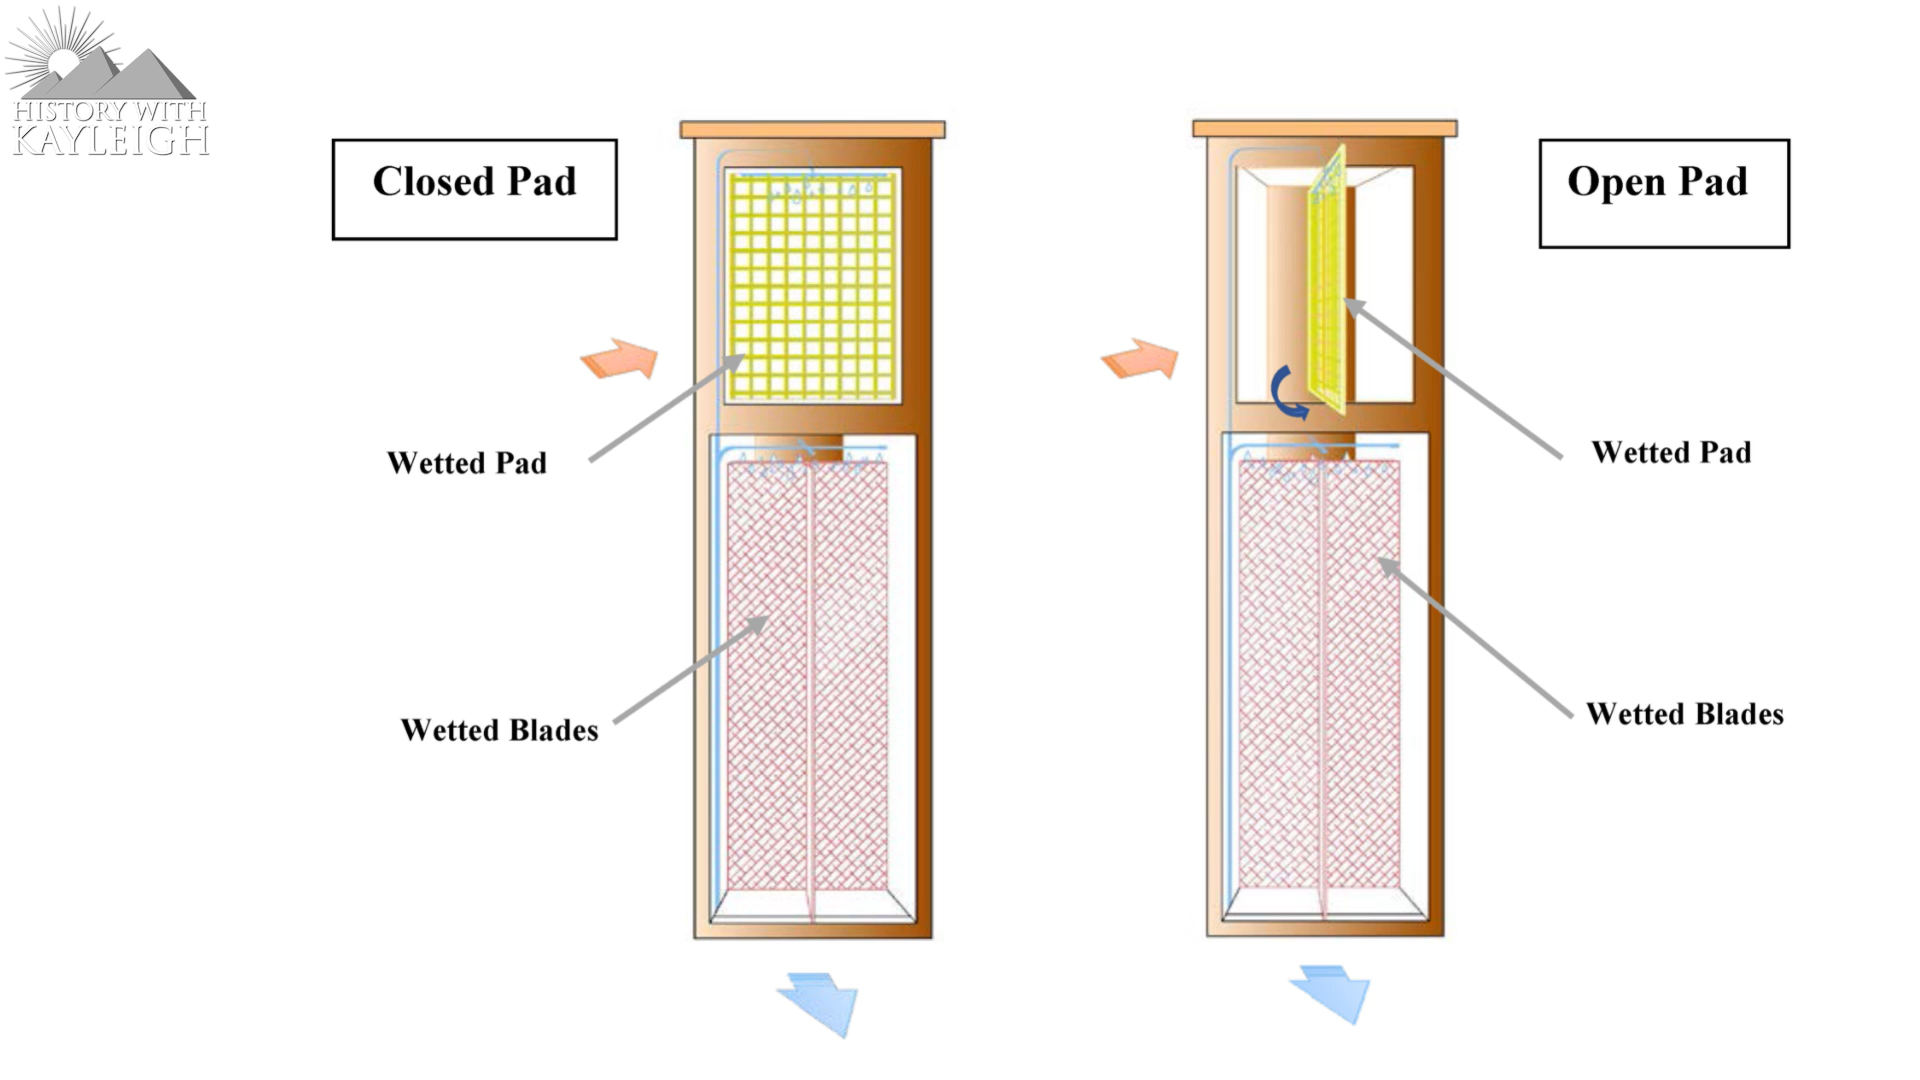 HISTORY WITH
KAYLEIGH
Closed Pad
Open Pad
Wetted Pad
Wetted Pad
Wetted Blades
Wetted Blades